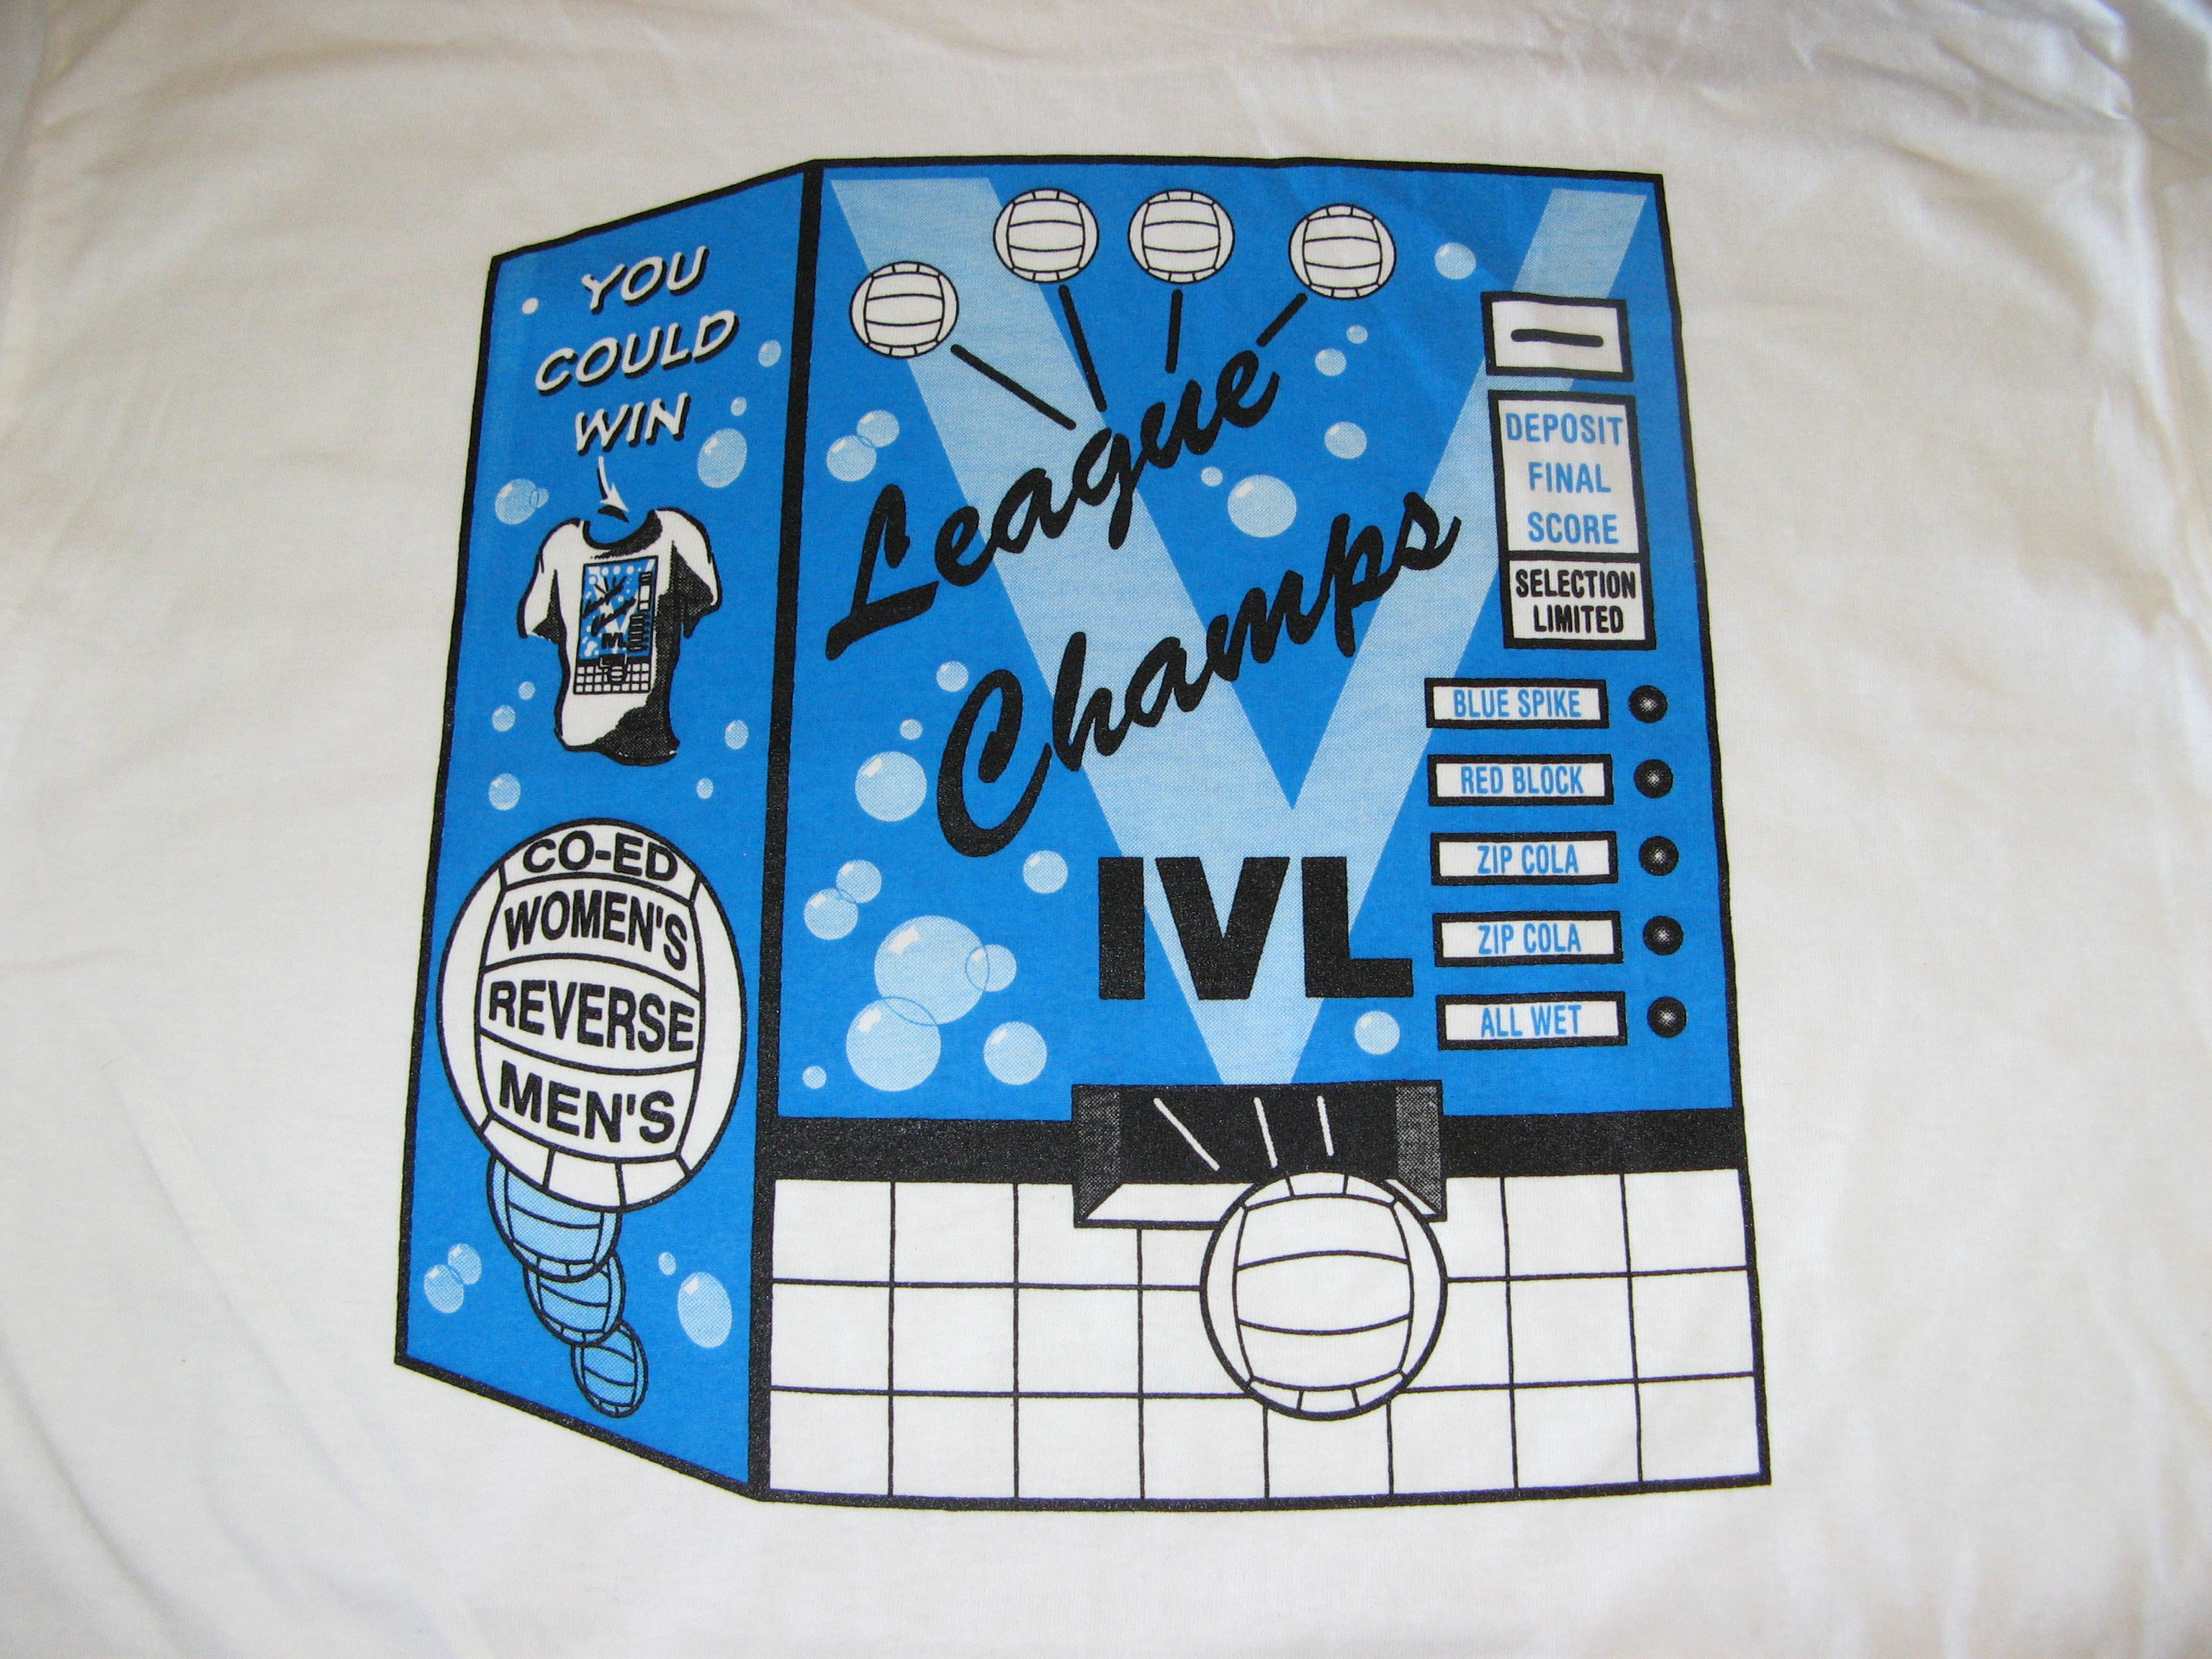 YOU
COULD
WIN
CO-ED
WOMEN'S
REVERSE
MEN'S
League
Champs
IVL
DEPOSIT
FINAL
SCORE
SELECTION
LIMITED
BLUE SPIKE
RED BLOCK
ZIP COLA
ZIP COLA
ALL WET
IVL